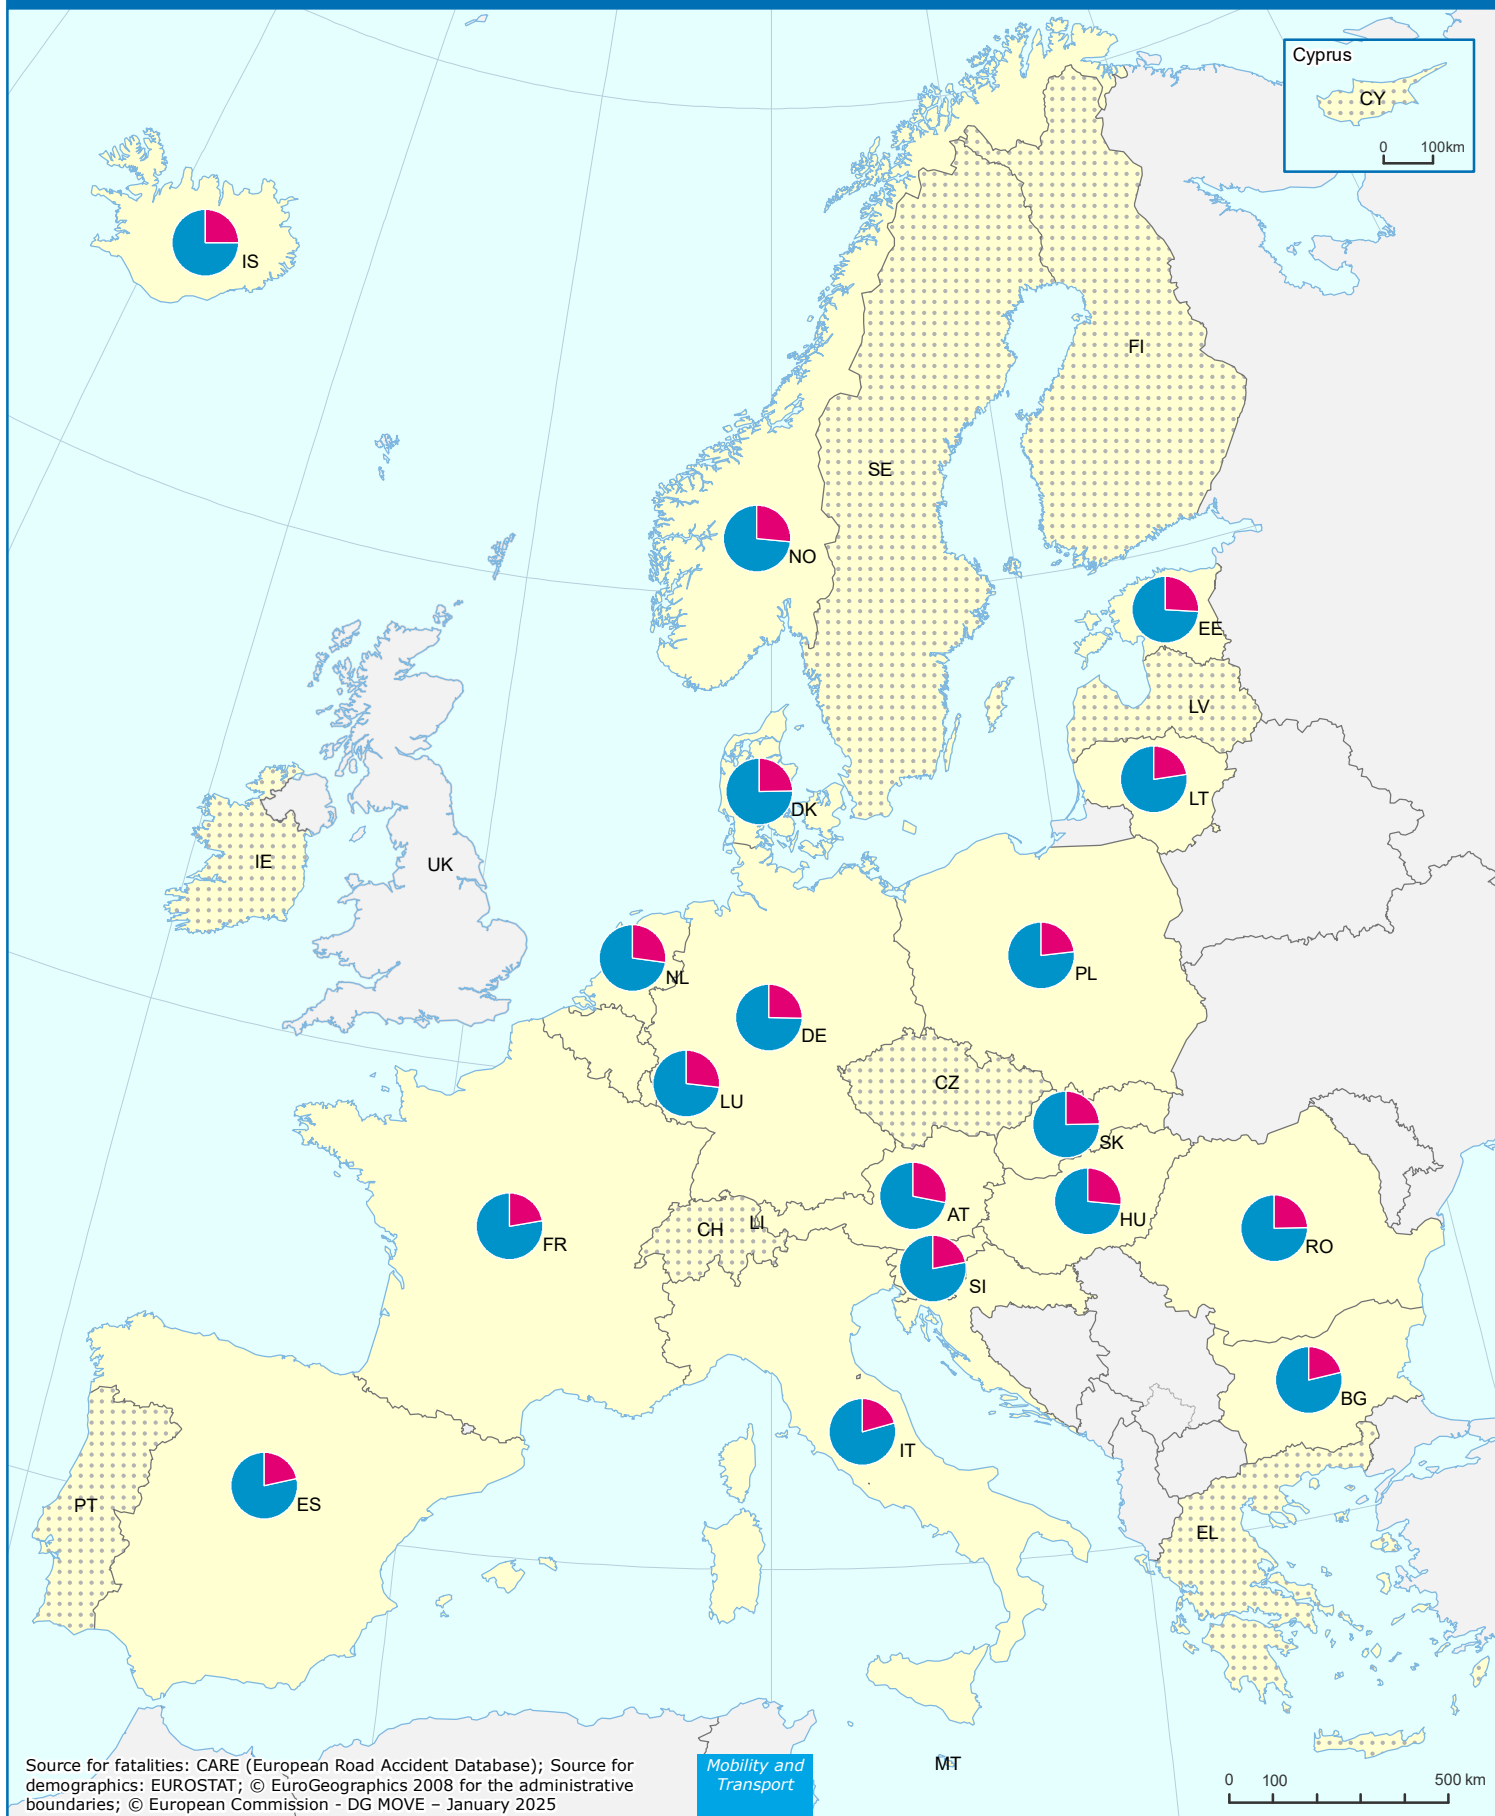 Cyprus
CY
0 100km
IS
FI
SE
NO
EE
LV
LT
DK
IE
UK
NL
PL
DE
CZ
LU
SK
AT
HU
FR
CH
LI
RO
SI
BG
IT
ES
PT
EL
MT
Source for fatalities: CARE (European Road Accident Database); Source for
demographics: EUROSTAT; © EuroGeographics 2008 for the administrative
boundaries; © European Commission - DG MOVE – January 2025
Mobility and
Transport
0 100 500 km